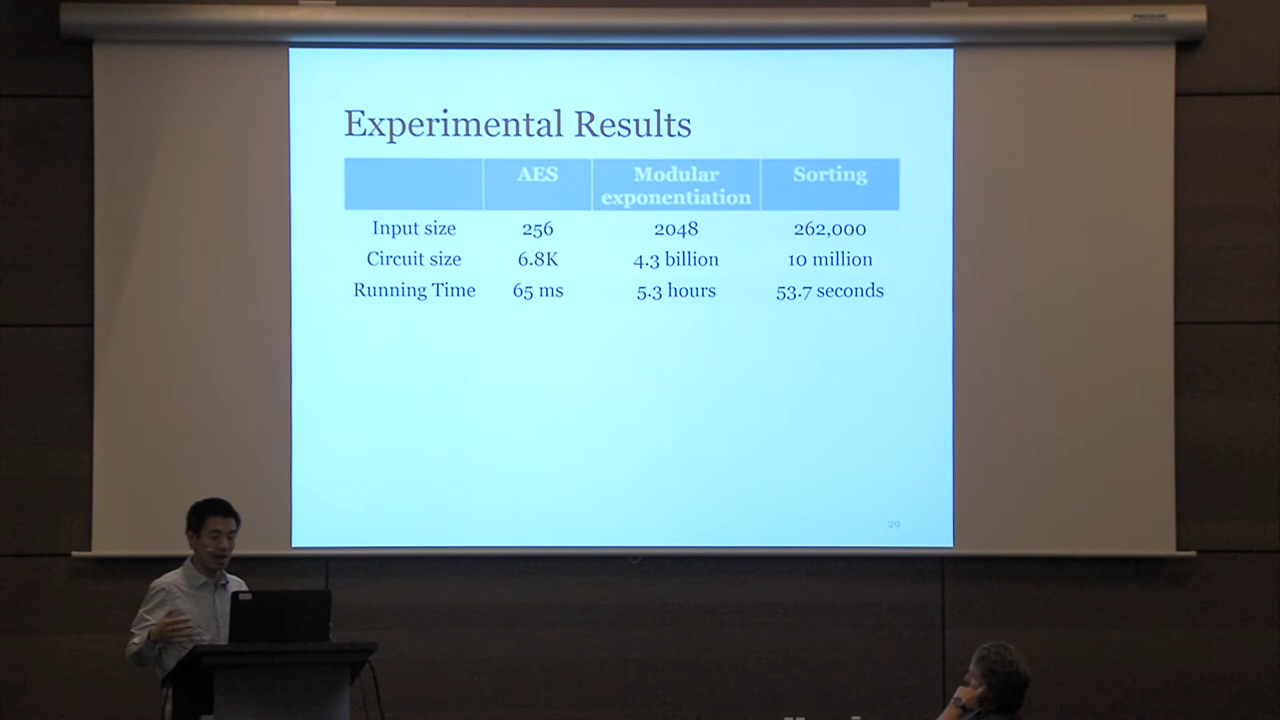 Experimental Results
AES Modular exponentiation Sorting
Input size 256 2048 262,000
Circuit size 6.8K 4.3 billion 10 million
Running Time 65 ms 5.3 hours 53.7 seconds
29